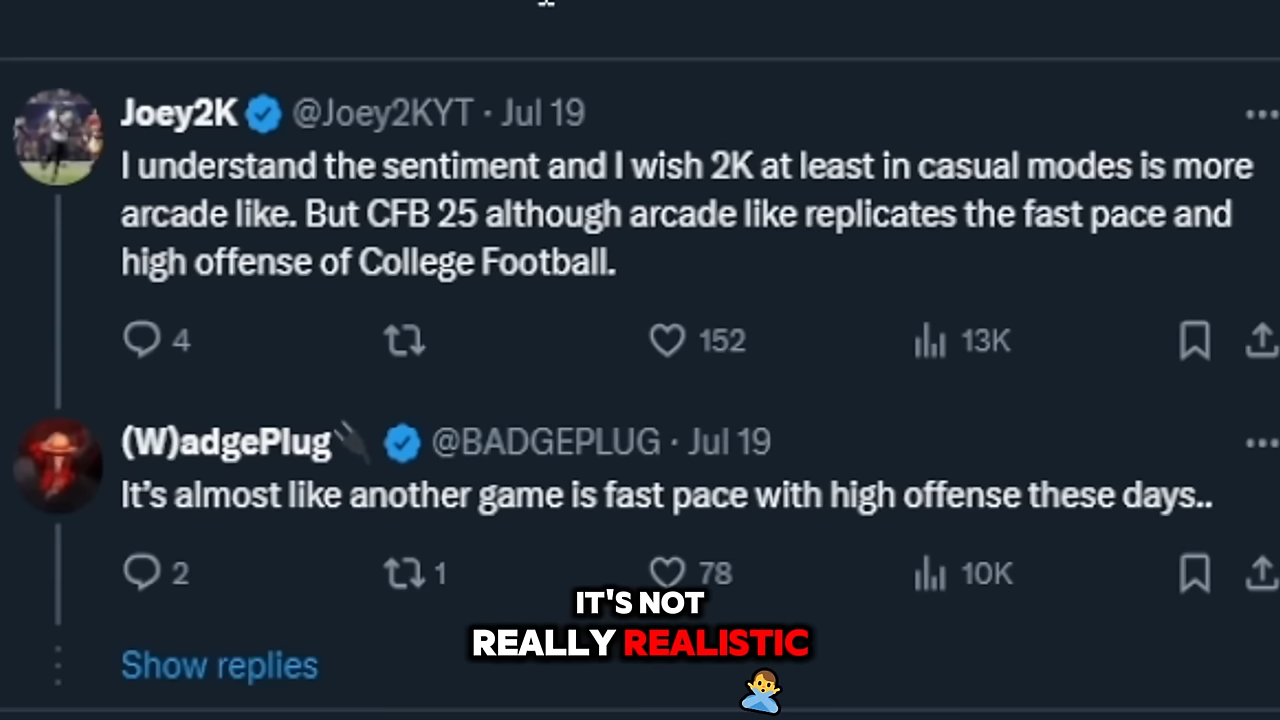 Joey2K @Joey2KYT · Jul 19
I understand the sentiment and I wish 2K at least in casual modes is more
arcade like. But CFB 25 although arcade like replicates the fast pace and
high offense of College Football.
4 152 13K
(W)adgePlug🔌 @BADGEPLUG · Jul 19
It’s almost like another game is fast pace with high offense these days..
2 1 78 10K
IT'S NOT
REALLY REALISTIC
Show replies